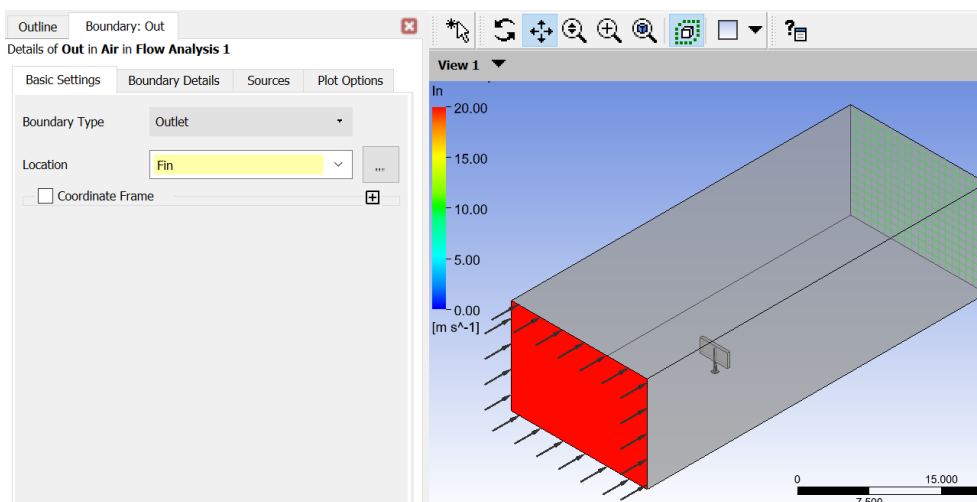 Outline
Boundary: Out
Details of Out in Air in Flow Analysis 1
Basic Settings
Boundary Details
Sources
Plot Options
Boundary Type
Outlet
Location
Fin
...
Coordinate Frame
View 1
In
20.00
15.00
10.00
5.00
0.00
[m s^-1]
0
15.000
7.500